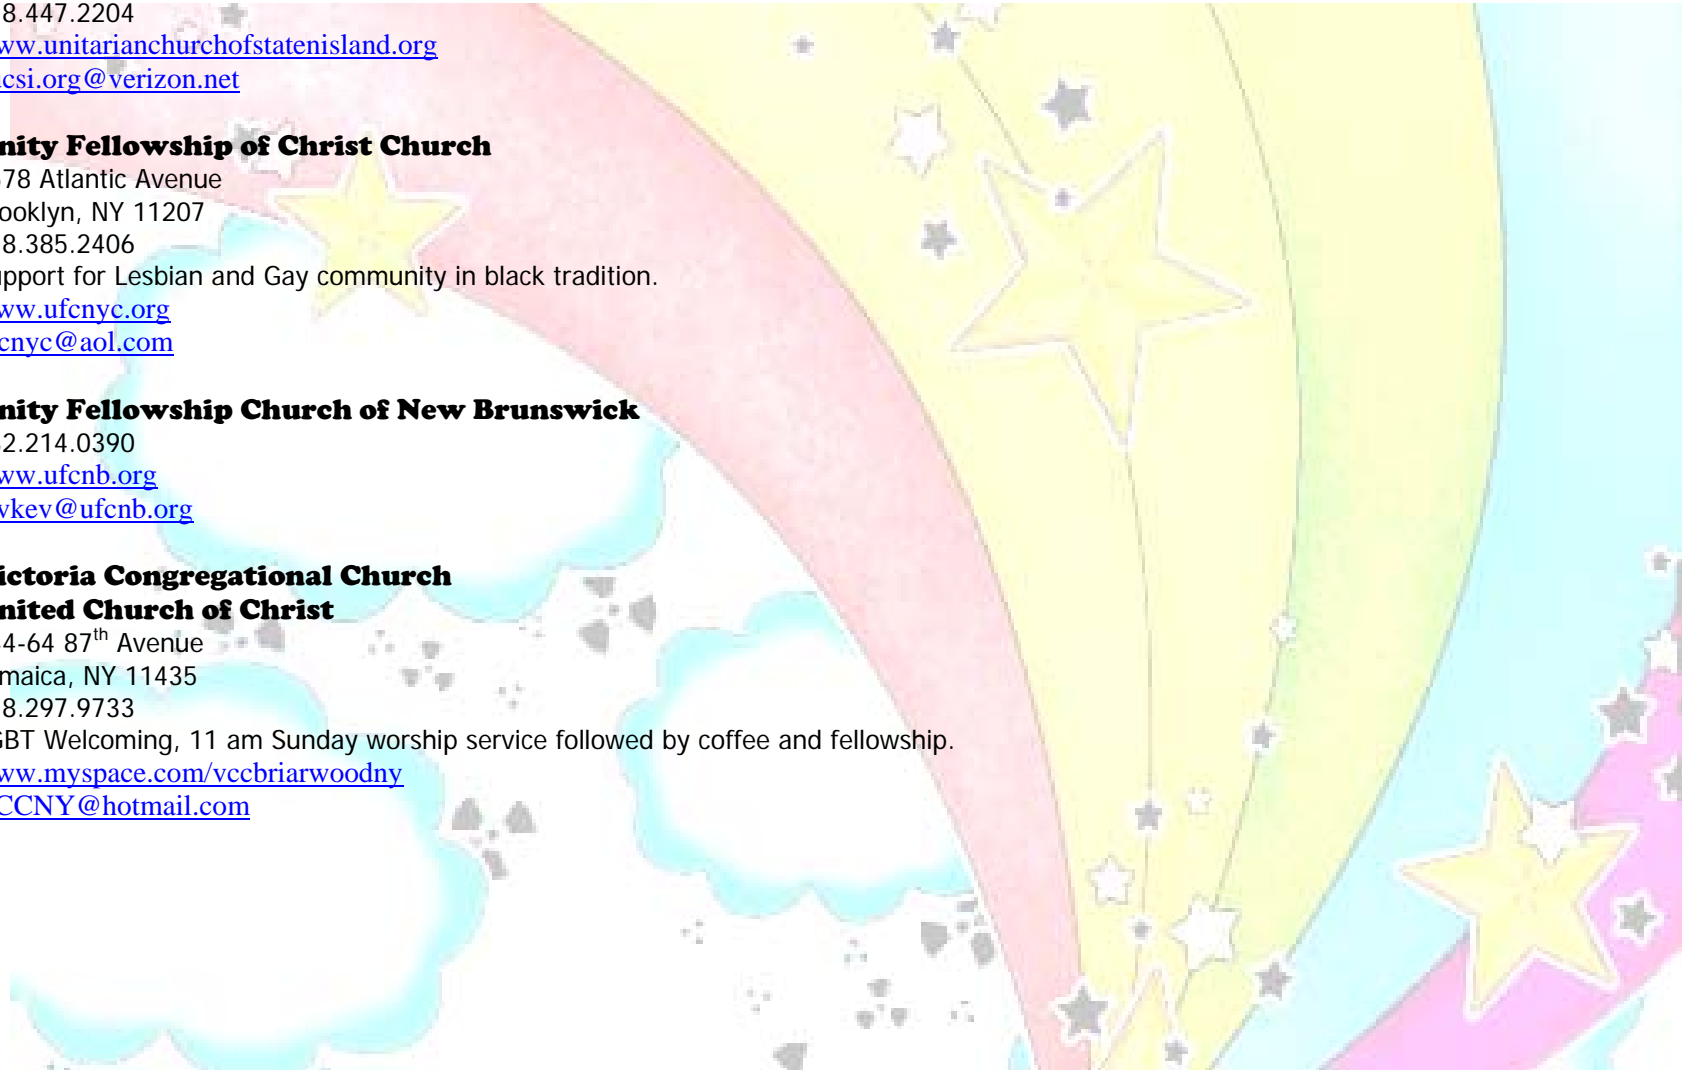 8.447.2204
ww.unitarianchurchofstatenisland.org
csi.org@verizon.net
nity Fellowship of Christ Church
78 Atlantic Avenue
ooklyn, NY 11207
8.385.2406
pport for Lesbian and Gay community in black tradition.
ww.ufcnyc.org
cnyc@aol.com
nity Fellowship Church of New Brunswick
2.214.0390
ww.ufcnb.org
vkev@ufcnb.org
ictoria Congregational Church
nited Church of Christ
4-64 87th Avenue
maica, NY 11435
8.297.9733
GBT Welcoming, 11 am Sunday worship service followed by coffee and fellowship.
ww.myspace.com/vccbriarwoodny
CCNY@hotmail.com